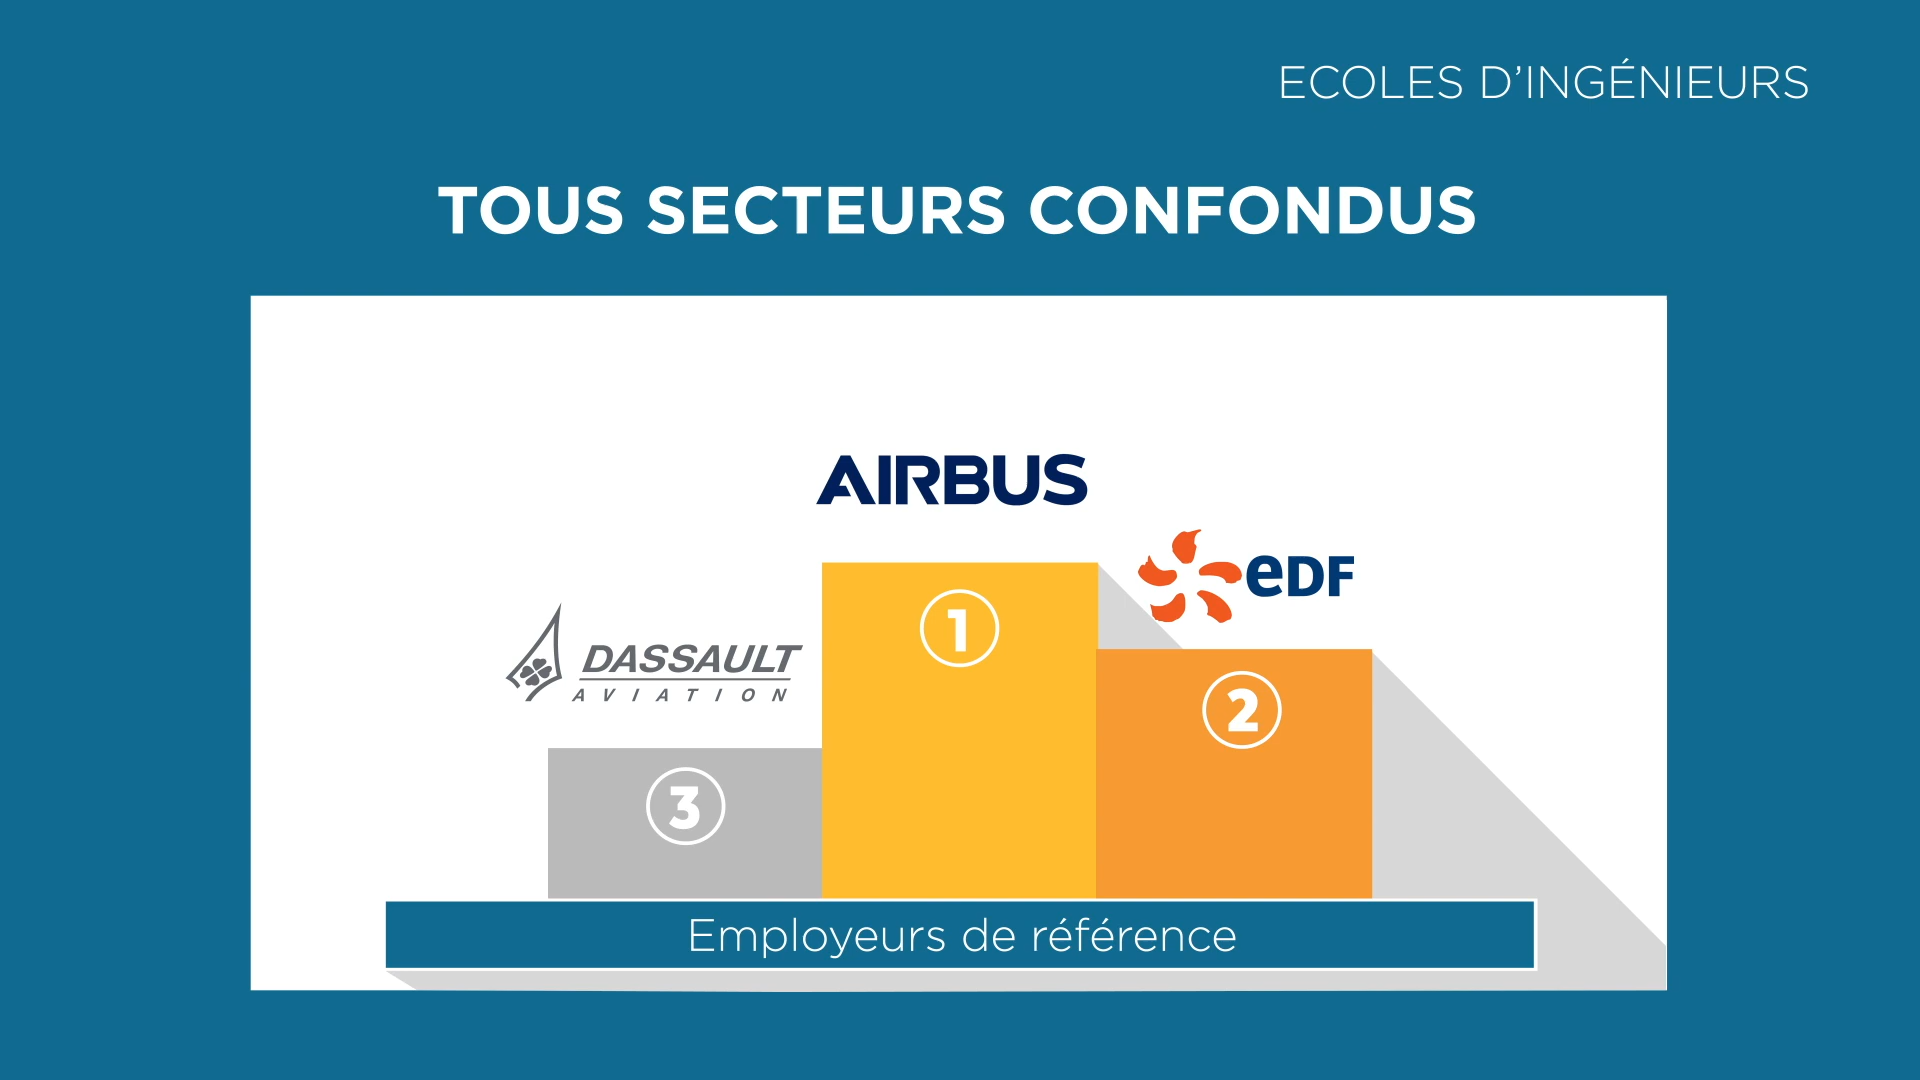 ECOLES D’INGÉNIEURS
TOUS SECTEURS CONFONDUS
AIRBUS
1
eDF
2
DASSAULT
AVIATION
3
Employeurs de référence